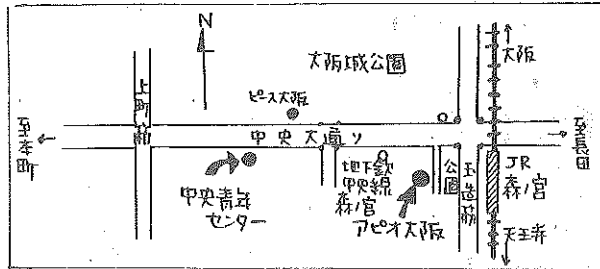 N
大阪城公園
大阪
ピース大阪
上町筋
至本町
中央大通リ
至長田
中央青年
センター
地下鉄
中央線
森ノ宮
アピオ大阪
公園
玉造筋
JR
森ノ宮
天王寺